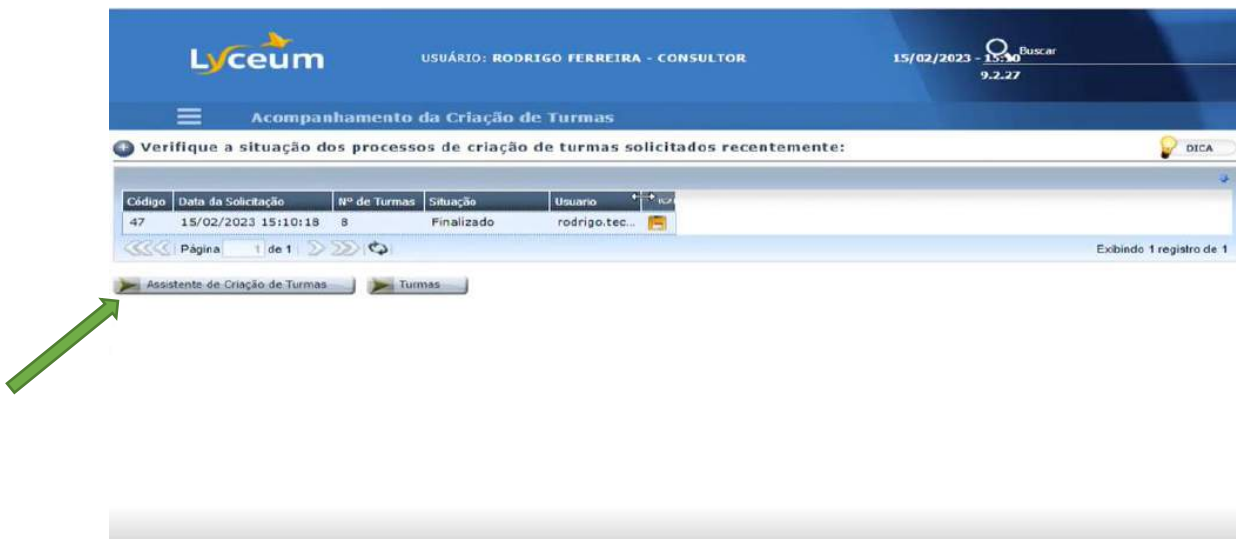 Lyceum
USUÁRIO: RODRIGO FERREIRA - CONSULTOR
15/02/2023 - 15:10
Buscar
9.2.27
Acompanhamento da Criação de Turmas
Verifique a situação dos processos de criação de turmas solicitados recentemente:
DICA
Código Data da Solicitação Nº de Turmas Situação Usuario
47 15/02/2023 15:10:18 8 Finalizado rodrigo.tec...
Página 1 de 1
Exibindo 1 registro de 1
Assistente de Criação de Turmas Turmas